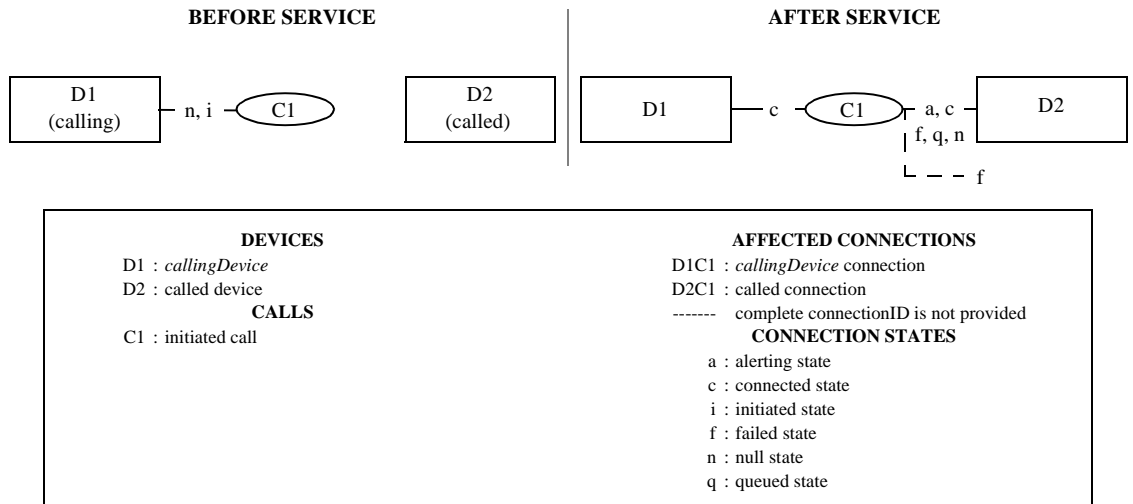 BEFORE SERVICE
AFTER SERVICE
D1
(calling)
n, i
C1
D2
(called)
D1
c
C1
a, c
f, q, n
D2
f
DEVICES
D1 : callingDevice
D2 : called device
CALLS
C1 : initiated call
AFFECTED CONNECTIONS
D1C1 : callingDevice connection
D2C1 : called connection
------- complete connectionID is not provided
CONNECTION STATES
a : alerting state
c : connected state
i : initiated state
f : failed state
n : null state
q : queued state